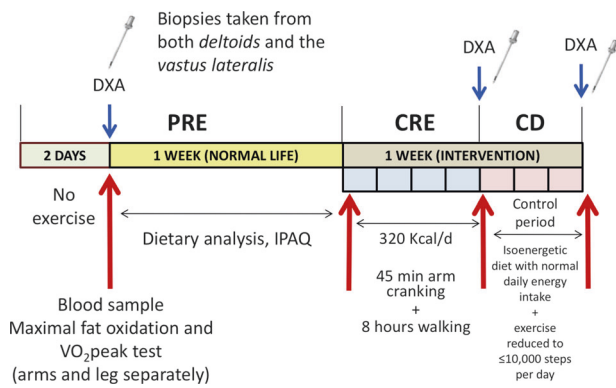 Biopsies taken from
both deltoids and the
vastus lateralis
DXA
DXA
DXA
PRE
CRE
CD
2 DAYS
1 WEEK (NORMAL LIFE)
1 WEEK (INTERVENTION)
No
exercise
Dietary analysis, IPAQ
320 Kcal/d
45 min arm
cranking
+
8 hours walking
Control
period
Isoenergetic
diet with normal
daily energy
intake
+
exercise
reduced to
≤10,000 steps
per day
Blood sample
Maximal fat oxidation and
VO₂peak test
(arms and leg separately)